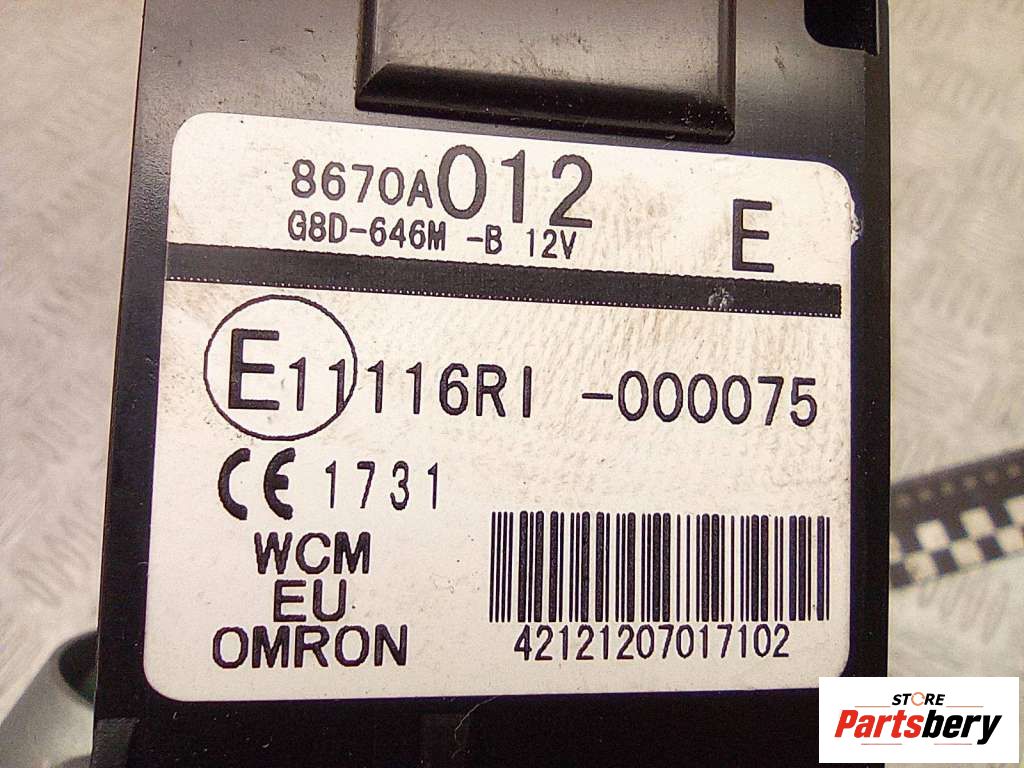 8670A012
G8D-646M -B 12V
E
E11116RI -000075
CE 1731
WCM
EU
OMRON
42121207017102
STORE
Partsbery